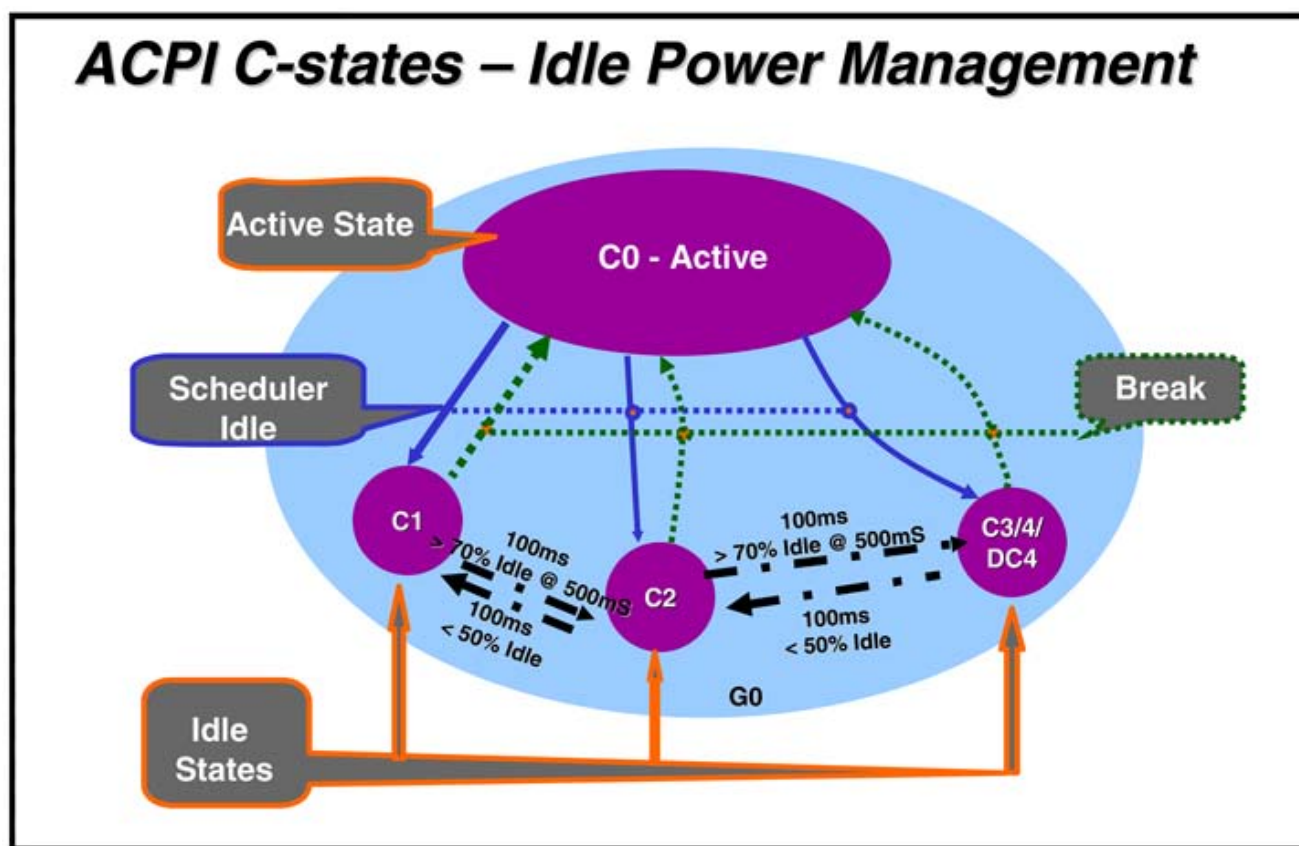 ACPI C-states – Idle Power Management
Active State
C0 - Active
Scheduler
Idle
Break
C1
100ms
> 70% Idle @ 500mS
100ms
< 50% Idle
C2
100ms
> 70% Idle @ 500mS
100ms
< 50% Idle
C3/4/
DC4
G0
Idle
States